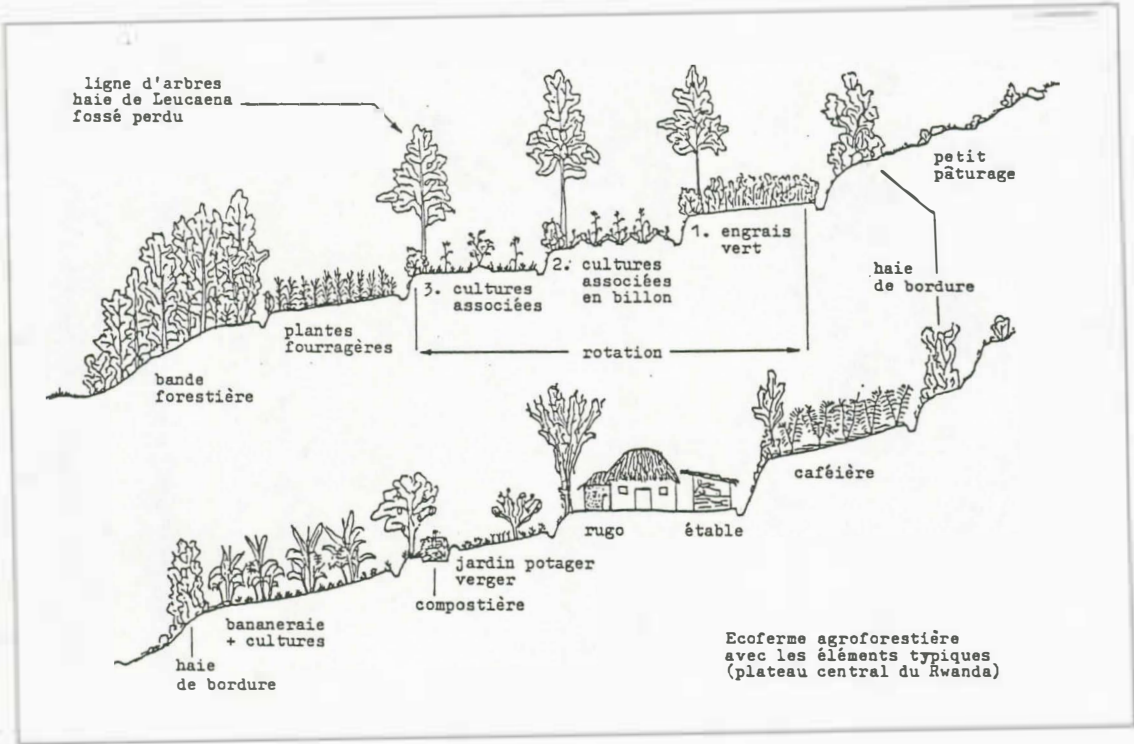 ligne d'arbres
haie de Leucaena
fossé perdu
petit
pâturage
1. engrais
vert
2. cultures
associées
en billon
3. cultures
associées
haie
de bordure
plantes
fourragères
rotation
bande
forestière
caféière
rugo
étable
jardin potager
verger
compostière
bananeraie
+ cultures
haie
de bordure
Ecoferme agroforestière
avec les éléments typiques
(plateau central du Rwanda)